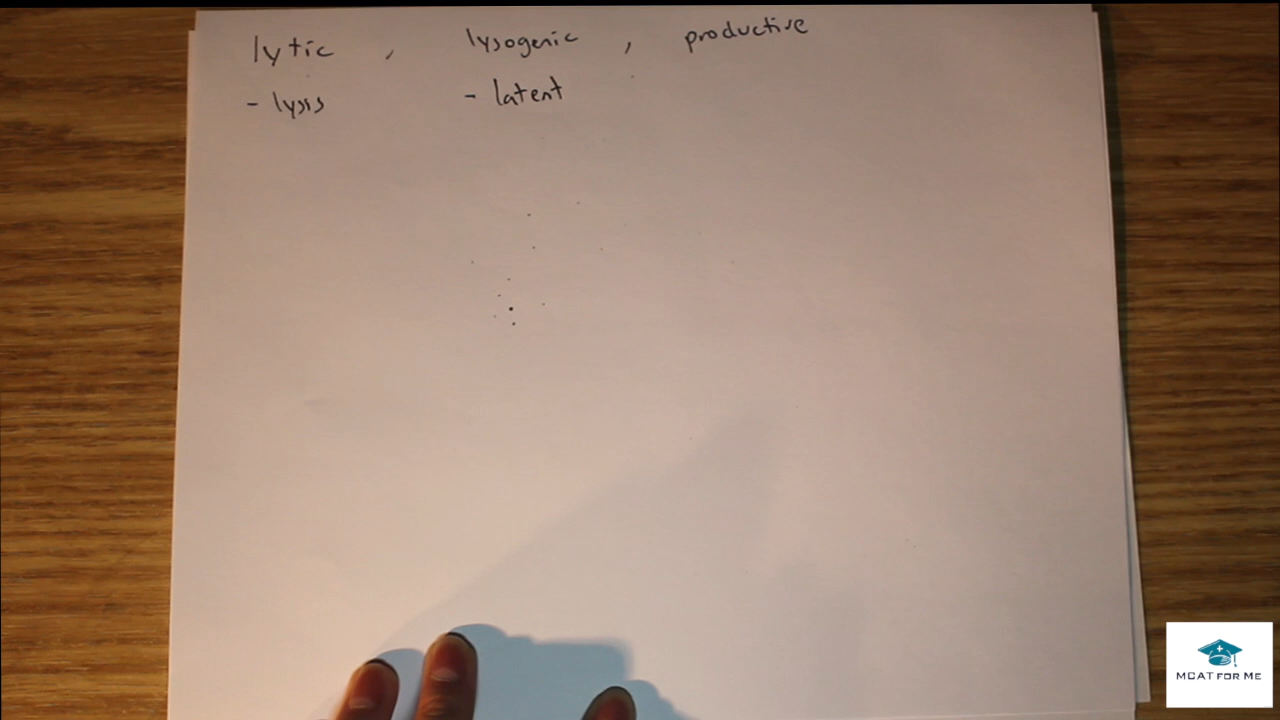 lytic , lysogenic , productive
- lysis - latent
MCAT FOR ME